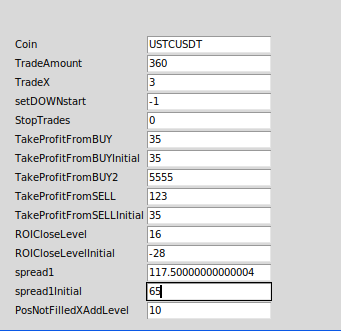 Coin USTCUSDT
TradeAmount 360
TradeX 3
setDOWNstart -1
StopTrades 0
TakeProfitFromBUY 35
TakeProfitFromBUYInitial 35
TakeProfitFromBUY2 5555
TakeProfitFromSELL 123
TakeProfitFromSELLInitial 35
ROICloseLevel 16
ROICloseLevelInitial -28
spread1 117.50000000000004
spread1Initial 65
PosNotFilledXAddLevel 10